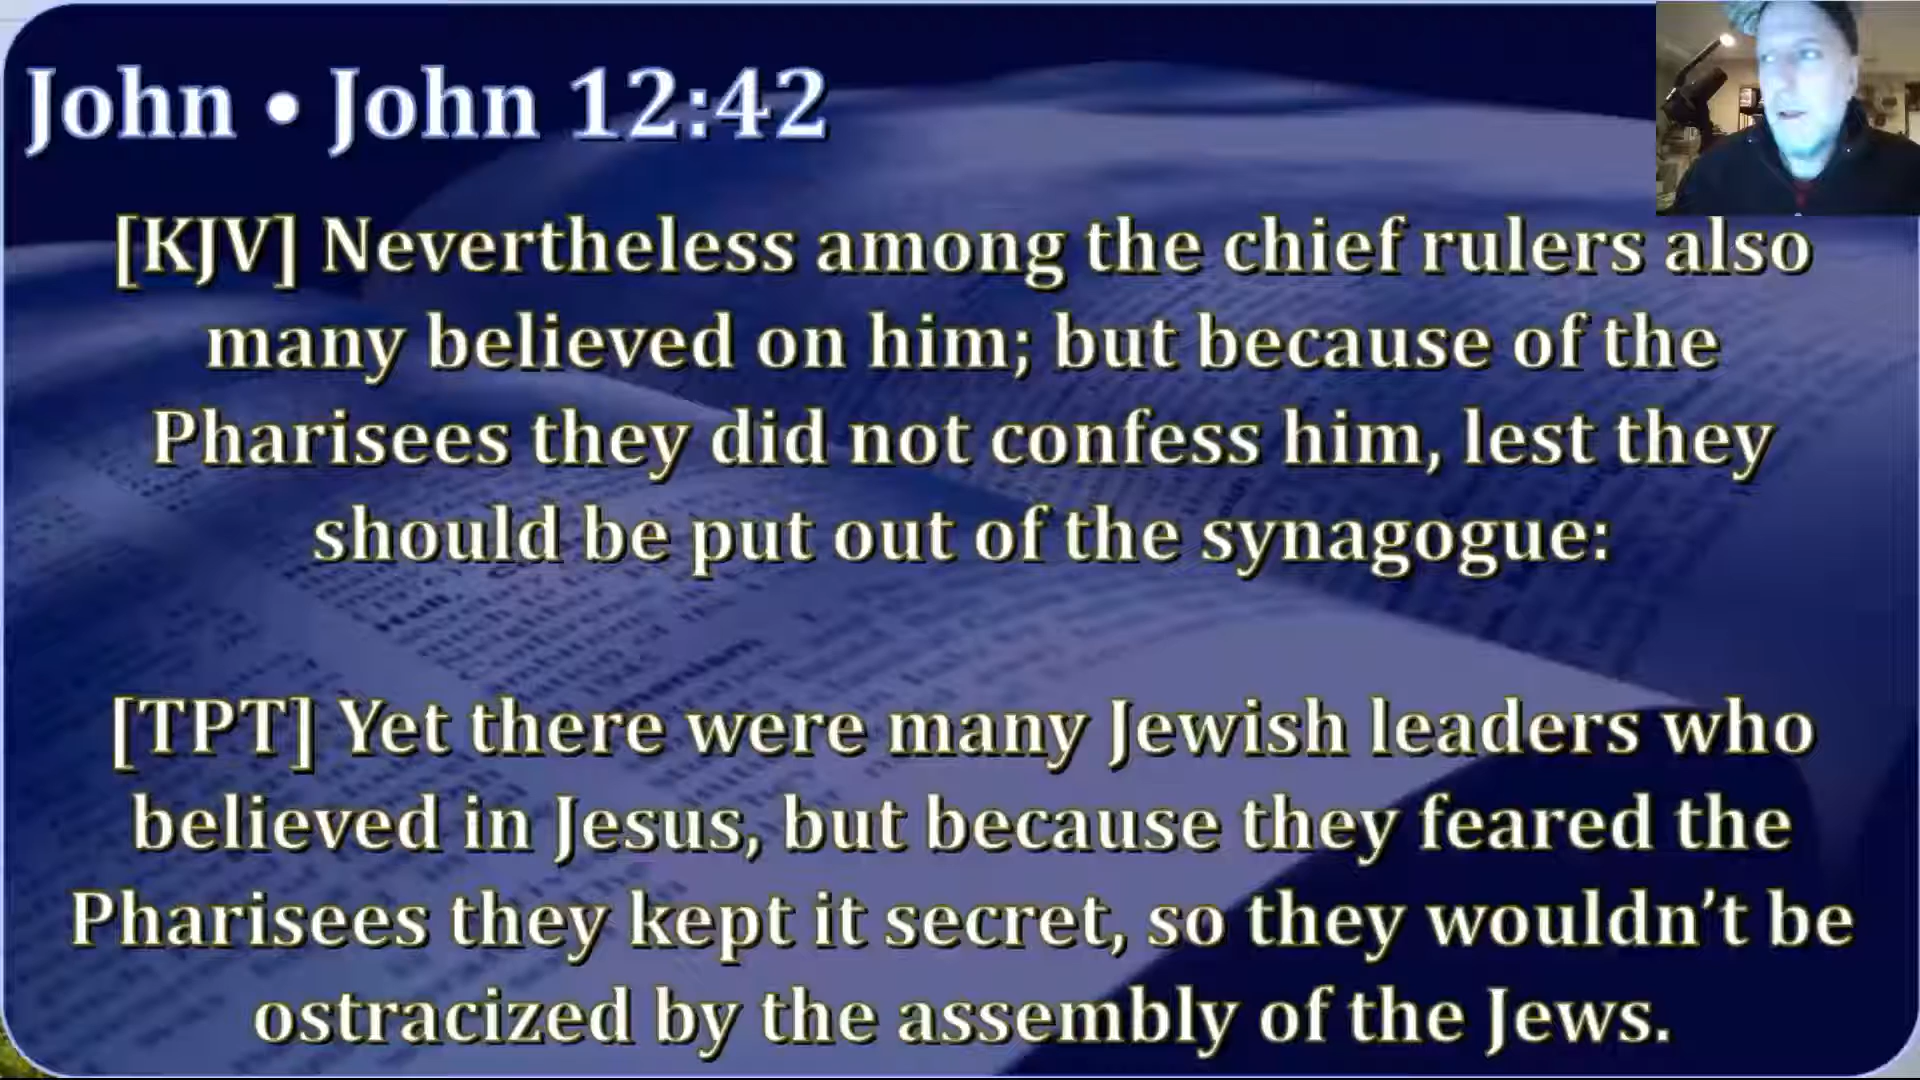 John • John 12:42
[KJV] Nevertheless among the chief rulers also
many believed on him; but because of the
Pharisees they did not confess him, lest they
should be put out of the synagogue:
[TPT] Yet there were many Jewish leaders who
believed in Jesus, but because they feared the
Pharisees they kept it secret, so they wouldn’t be
ostracized by the assembly of the Jews.